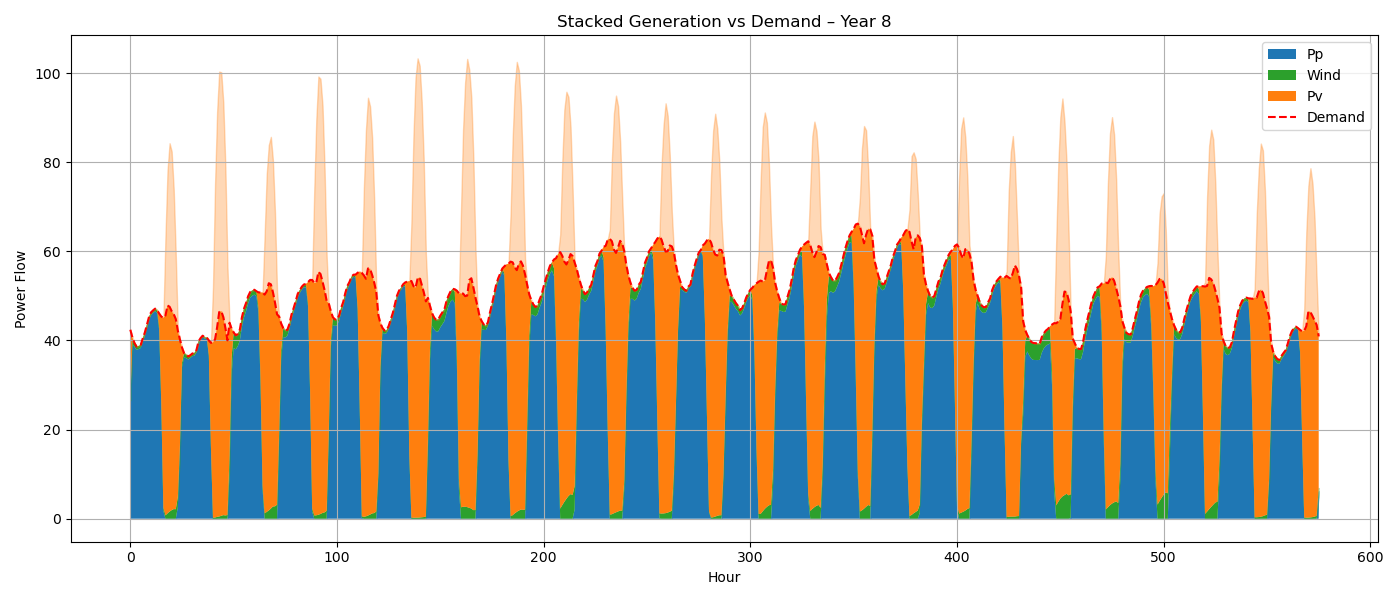 Stacked Generation vs Demand – Year 8
Power Flow
100
80
60
40
20
0
Pp
Wind
Pv
Demand
0 100 200 300 400 500 600
Hour